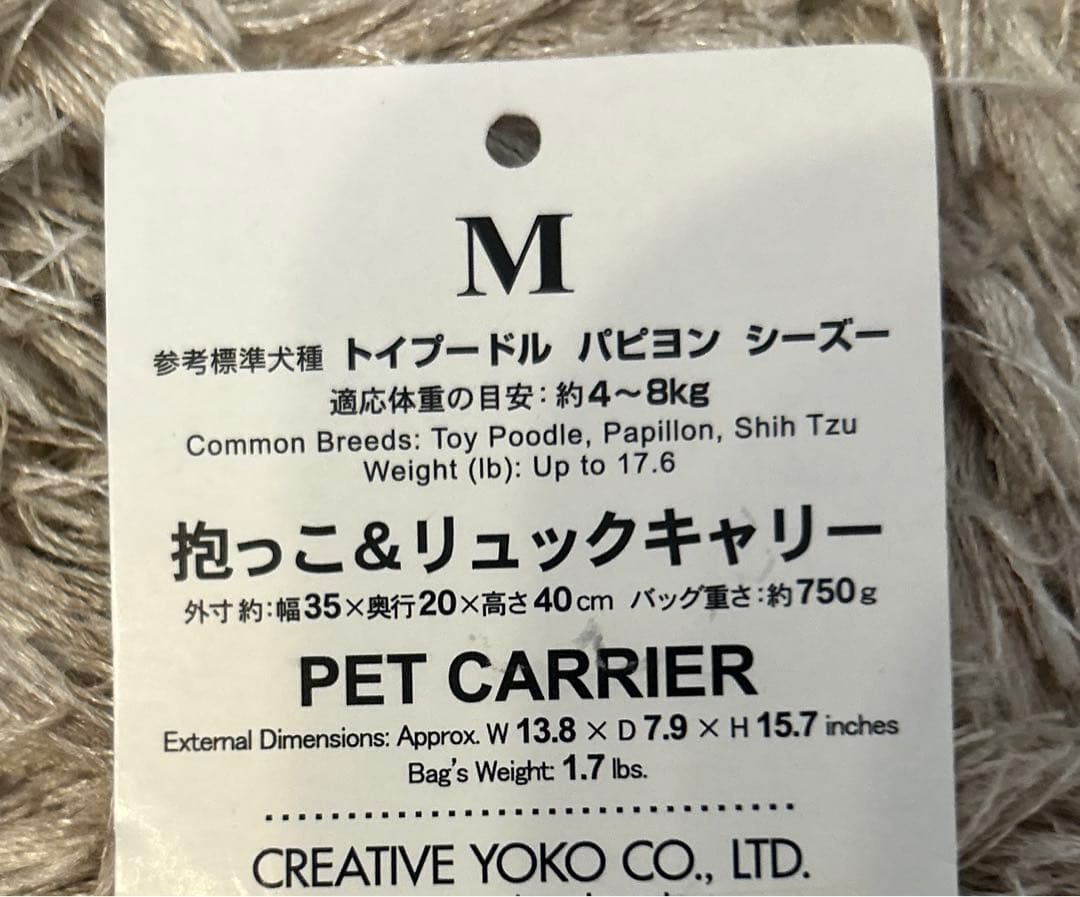 M
参考標準犬種 トイプードル パピヨン シーズー
適応体重の目安：約4～8kg
Common Breeds: Toy Poodle, Papillon, Shih Tzu
Weight (lb): Up to 17.6
抱っこ&リュックキャリー
外寸 約：幅35×奥行20×高さ40cm バッグ重さ：約750g
PET CARRIER
External Dimensions: Approx. W 13.8 × D 7.9 × H 15.7 inches
Bag's Weight: 1.7 lbs.
CREATIVE YOKO CO., LTD.